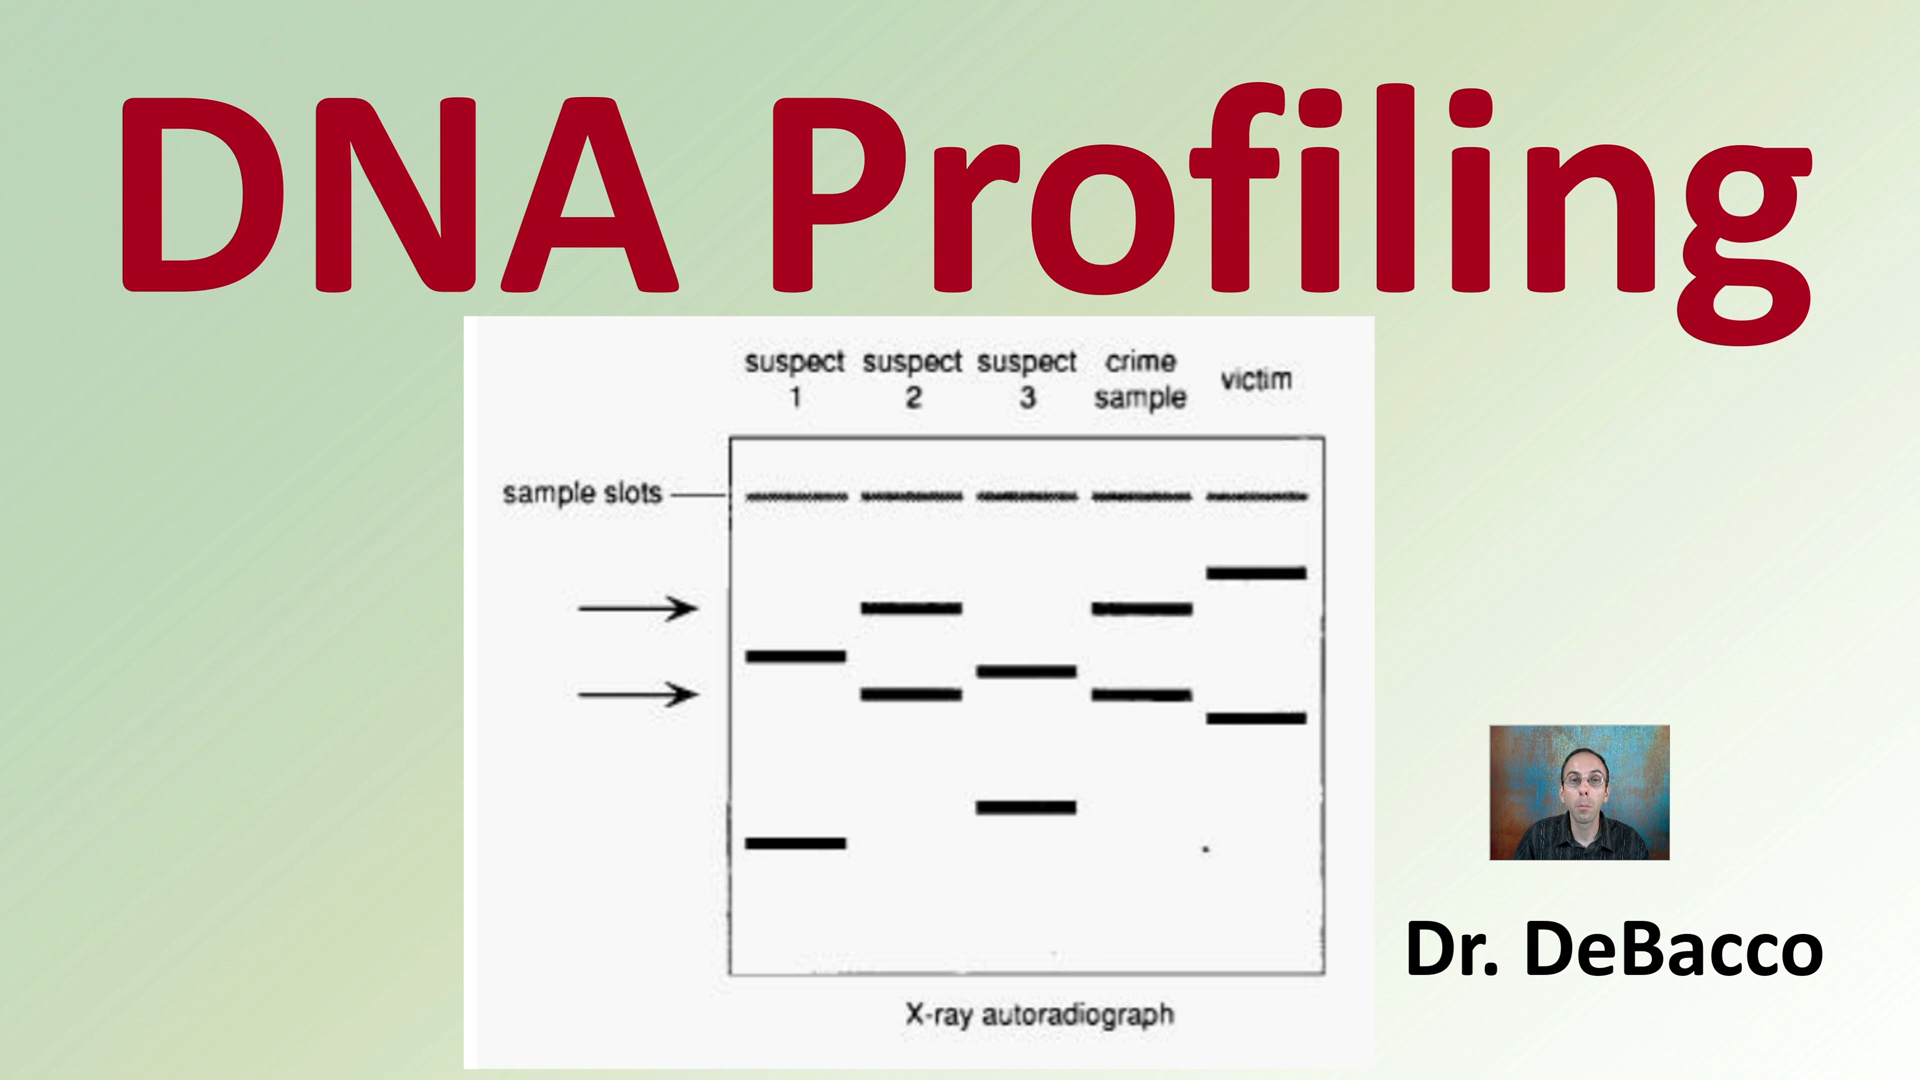 DNA Profiling
suspect suspect suspect crime victim
1 2 3 sample
sample slots
X-ray autoradiograph
Dr. DeBacco